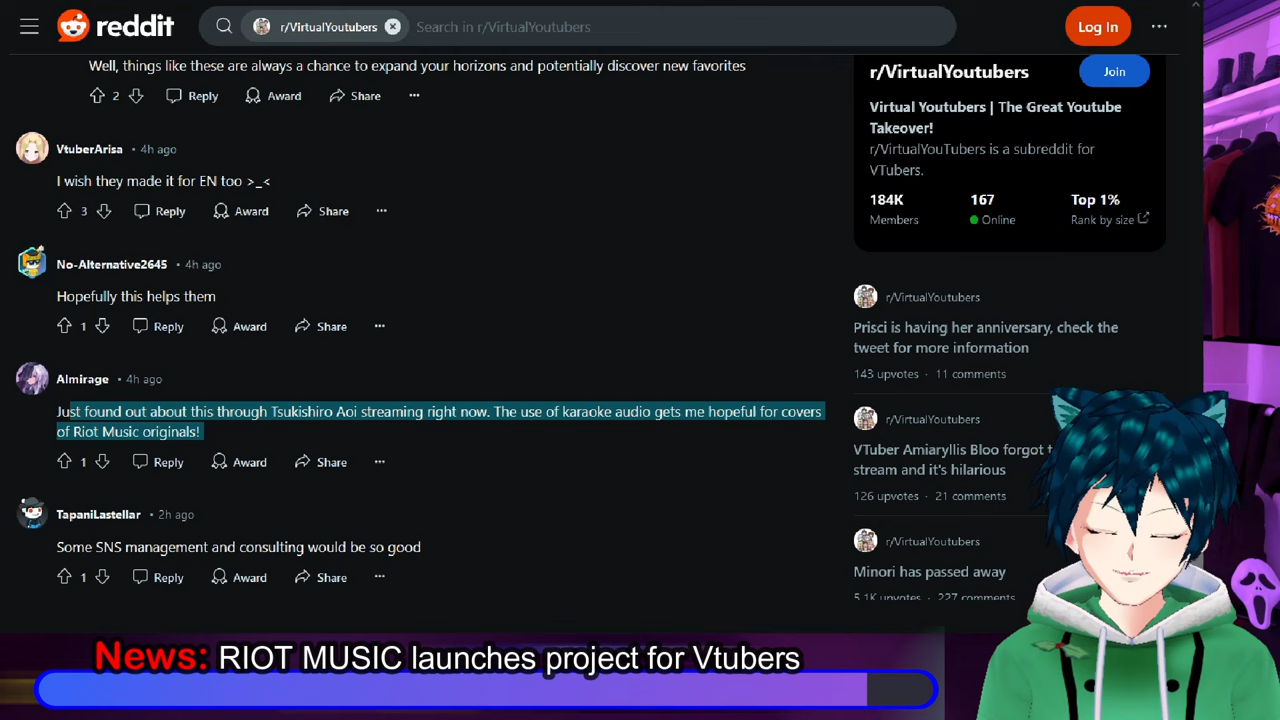 reddit
r/VirtualYoutubers
Search in r/VirtualYoutubers
Log In
Well, things like these are always a chance to expand your horizons and potentially discover new favorites
2 Reply Award Share
VtuberArisa • 4h ago
I wish they made it for EN too >_<
3 Reply Award Share
No-Alternative2645 • 4h ago
Hopefully this helps them
1 Reply Award Share
Almirage • 4h ago
Just found out about this through Tsukishiro Aoi streaming right now. The use of karaoke audio gets me hopeful for covers
of Riot Music originals!
1 Reply Award Share
TapaniLastellar • 2h ago
Some SNS management and consulting would be so good
1 Reply Award Share
r/VirtualYoutubers
Join
Virtual Youtubers | The Great Youtube
Takeover!
r/VirtualYouTubers is a subreddit for
VTubers.
184K 167 Top 1%
Members Online Rank by size
r/VirtualYoutubers
Prisci is having her anniversary, check the
tweet for more information
143 upvotes • 11 comments
r/VirtualYoutubers
VTuber Amiaryllis Bloo forgot
stream and it's hilarious
126 upvotes • 21 comments
r/VirtualYoutubers
Minori has passed away
5.1K upvotes • 227 comments
News: RIOT MUSIC launches project for Vtubers